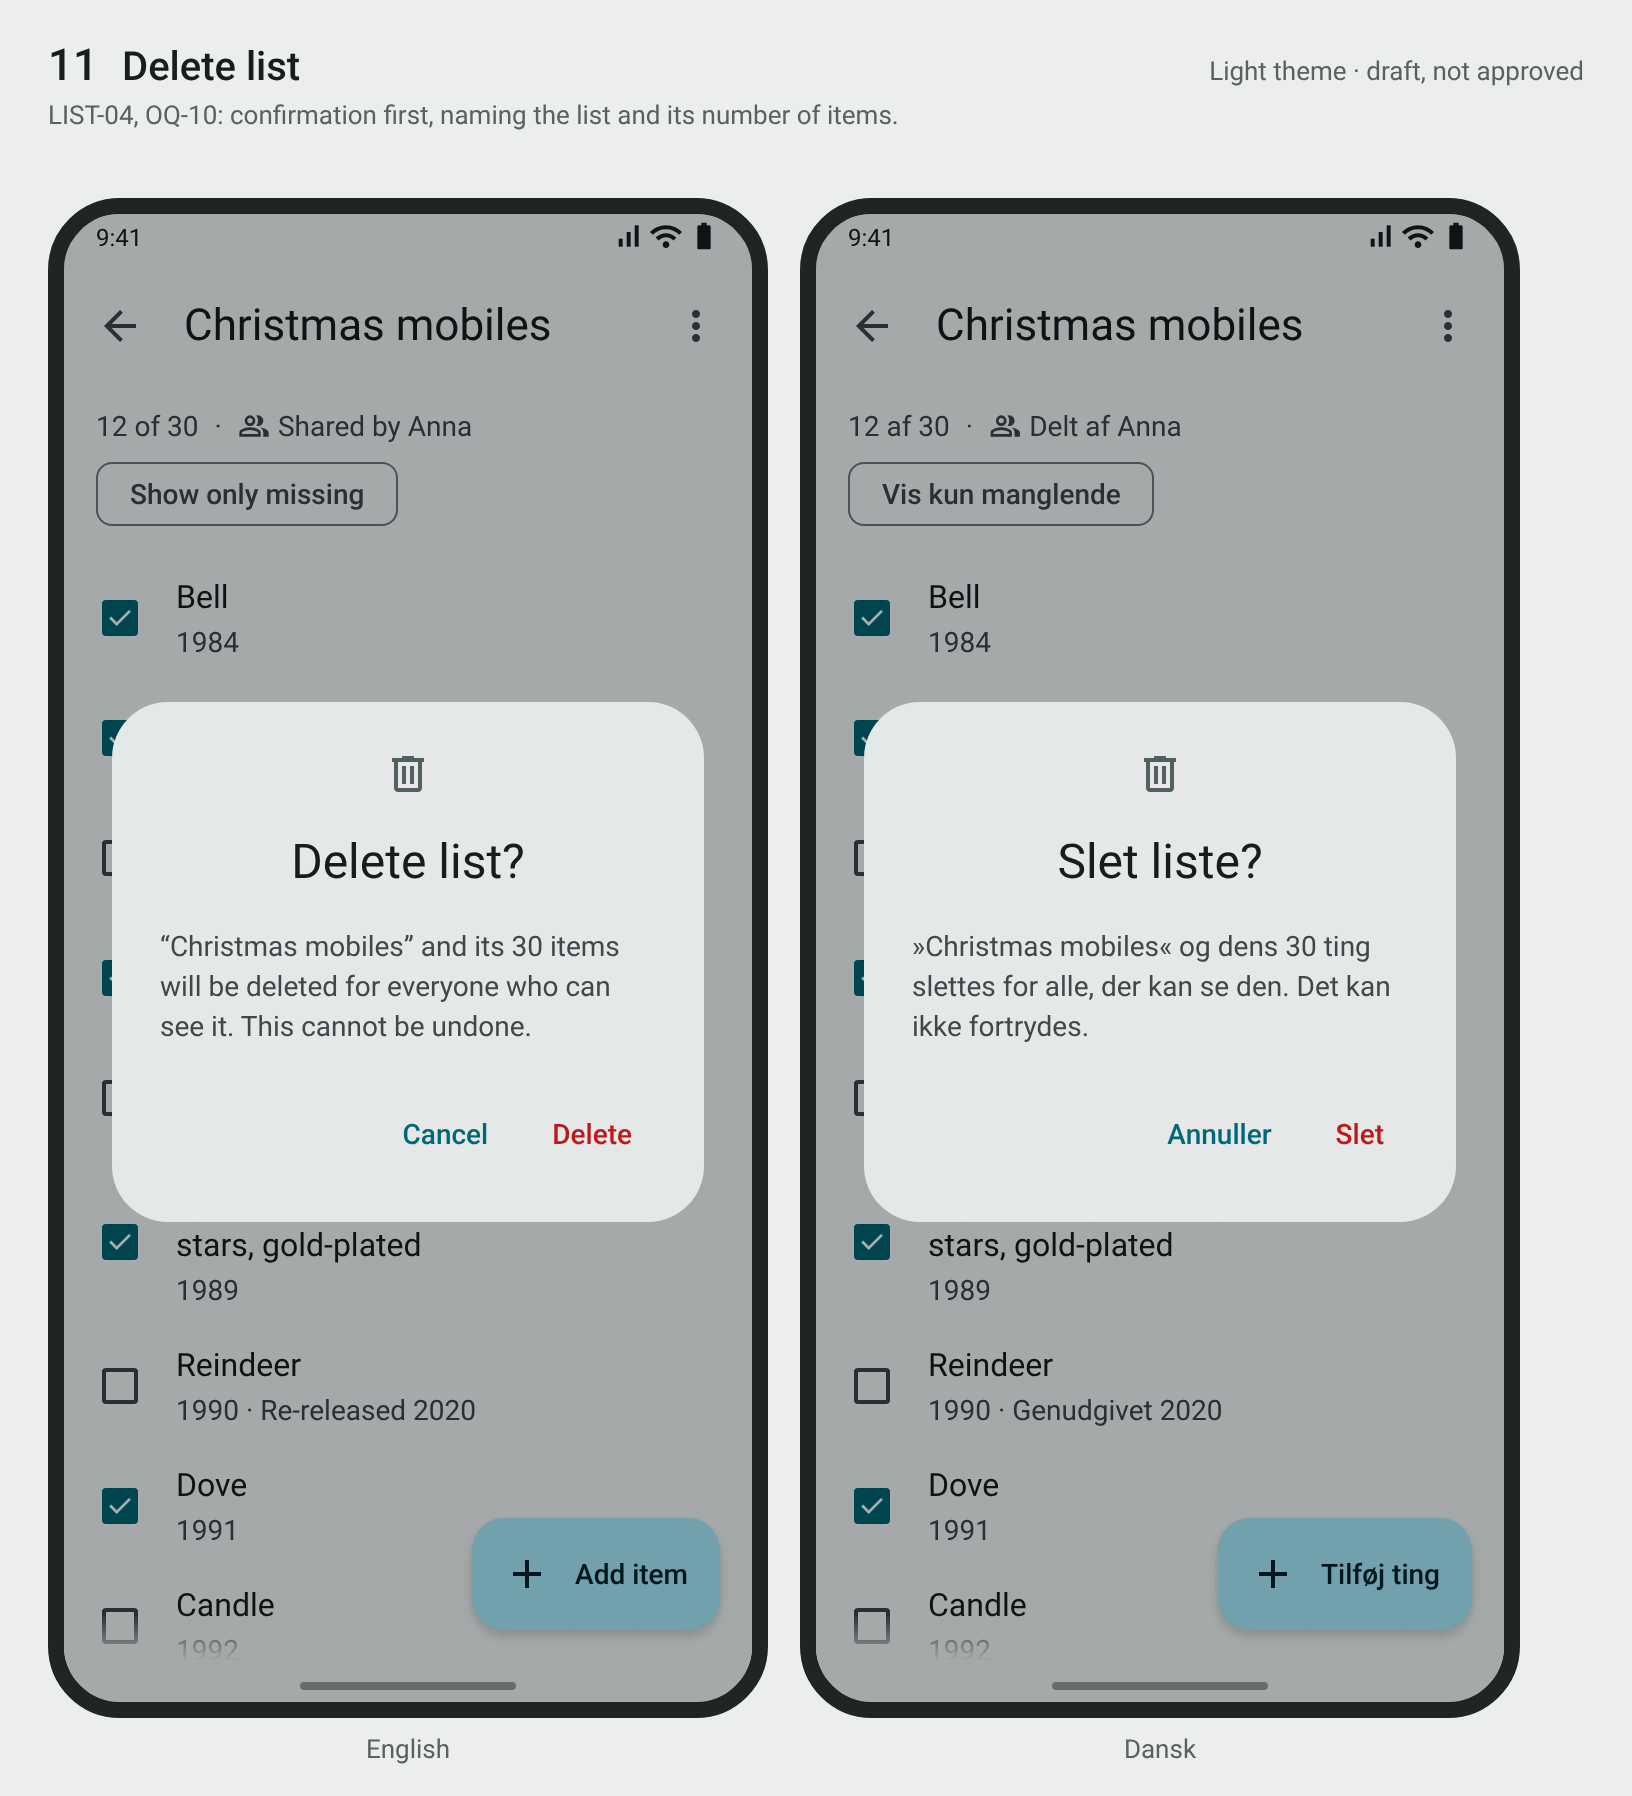 11 Delete list
Light theme · draft, not approved
LIST-04, OQ-10: confirmation first, naming the list and its number of items.
9:41
Christmas mobiles
12 of 30 · Shared by Anna
Show only missing
Bell
1984
Delete list?
“Christmas mobiles” and its 30 items
will be deleted for everyone who can
see it. This cannot be undone.
Cancel Delete
stars, gold-plated
1989
Reindeer
1990 · Re-released 2020
Dove
1991
Add item
Candle
1992
English
9:41
Christmas mobiles
12 af 30 · Delt af Anna
Vis kun manglende
Bell
1984
Slet liste?
»Christmas mobiles« og dens 30 ting
slettes for alle, der kan se den. Det kan
ikke fortrydes.
Annuller Slet
stars, gold-plated
1989
Reindeer
1990 · Genudgivet 2020
Dove
1991
Tilføj ting
Candle
1992
Dansk